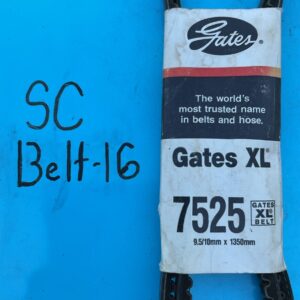 SC
Belt-16
Gates
The world's
most trusted name
in belts and hose.
Gates XL
7525
GATES
XL
BELT
9.5/10mm x 1350mm